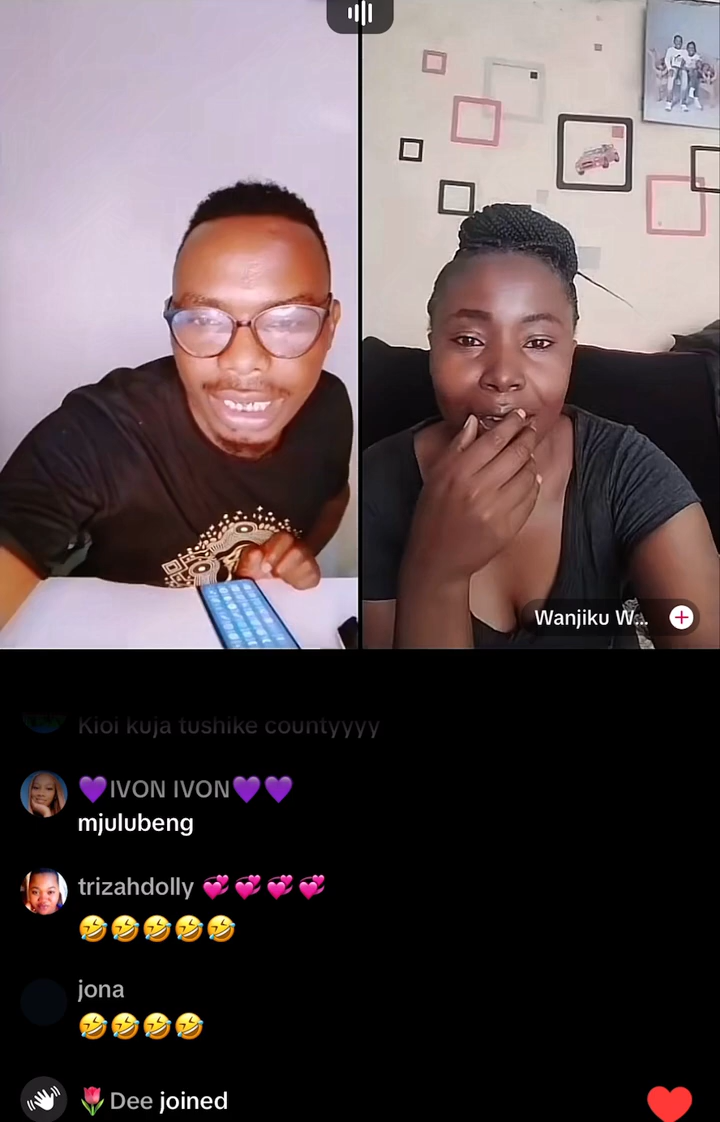 Wanjiku W...
Kioi kuja tushike countyyyy
💜IVON IVON💜💜
mjulubeng
trizahdolly 💞💞💞💞
🤣🤣🤣🤣🤣
jona
🤣🤣🤣🤣
🌷Dee joined